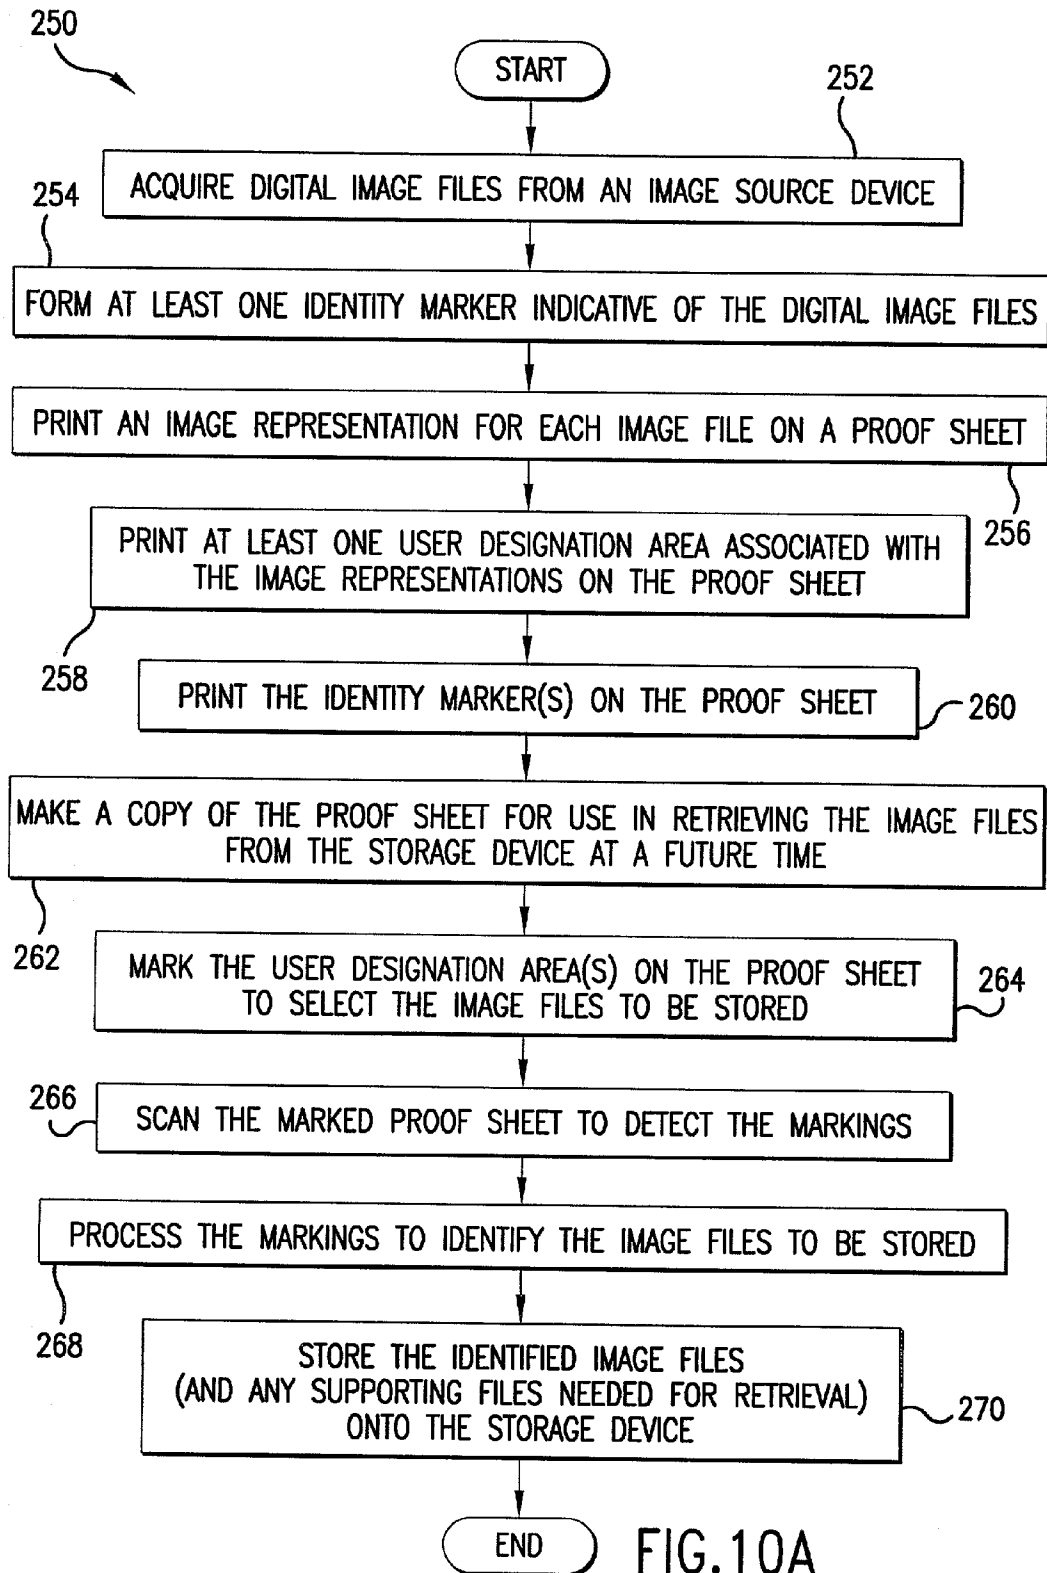 250
START
252
ACQUIRE DIGITAL IMAGE FILES FROM AN IMAGE SOURCE DEVICE
254
FORM AT LEAST ONE IDENTITY MARKER INDICATIVE OF THE DIGITAL IMAGE FILES
PRINT AN IMAGE REPRESENTATION FOR EACH IMAGE FILE ON A PROOF SHEET
256
PRINT AT LEAST ONE USER DESIGNATION AREA ASSOCIATED WITH
THE IMAGE REPRESENTATIONS ON THE PROOF SHEET
258
PRINT THE IDENTITY MARKER(S) ON THE PROOF SHEET
260
MAKE A COPY OF THE PROOF SHEET FOR USE IN RETRIEVING THE IMAGE FILES
FROM THE STORAGE DEVICE AT A FUTURE TIME
262
MARK THE USER DESIGNATION AREA(S) ON THE PROOF SHEET
TO SELECT THE IMAGE FILES TO BE STORED
264
266
SCAN THE MARKED PROOF SHEET TO DETECT THE MARKINGS
PROCESS THE MARKINGS TO IDENTIFY THE IMAGE FILES TO BE STORED
268
STORE THE IDENTIFIED IMAGE FILES
(AND ANY SUPPORTING FILES NEEDED FOR RETRIEVAL)
ONTO THE STORAGE DEVICE
270
END
FIG.10A